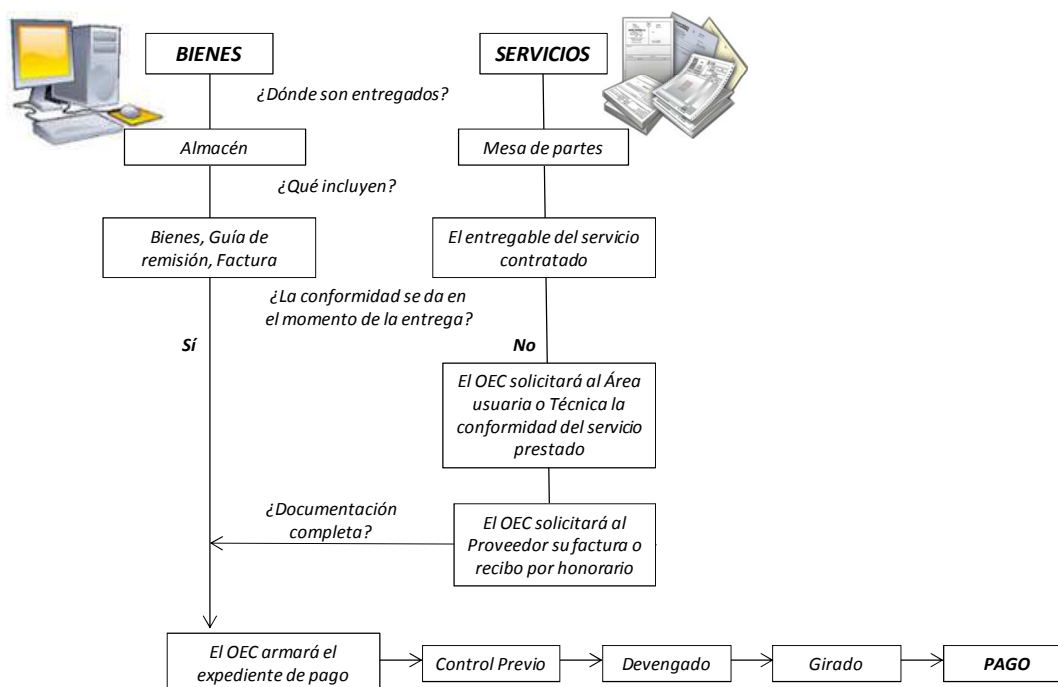 BIENES
SERVICIOS
¿Dónde son entregados?
Almacén
Mesa de partes
¿Qué incluyen?
Bienes, Guía de
remisión, Factura
El entregable del servicio
contratado
¿La conformidad se da en
el momento de la entrega?
Sí
No
El OEC solicitará al Área
usuaria o Técnica la
conformidad del servicio
prestado
¿Documentación
completa?
El OEC solicitará al
Proveedor su factura o
recibo por honorario
El OEC armará el
expediente de pago
Control Previo
Devengado
Girado
PAGO